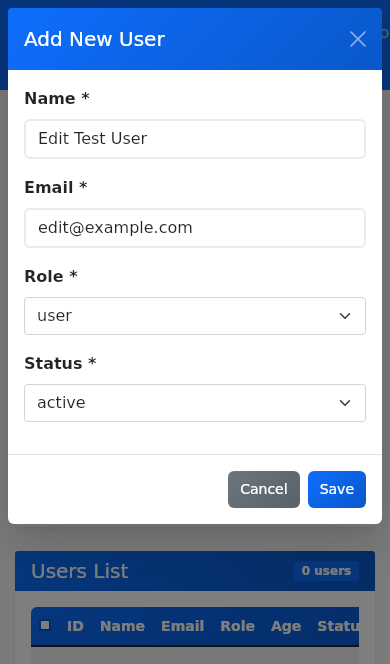 Add New User
Name *
Edit Test User
Email *
edit@example.com
Role *
user
Status *
active
Cancel Save
Users List 0 users
ID Name Email Role Age Statu